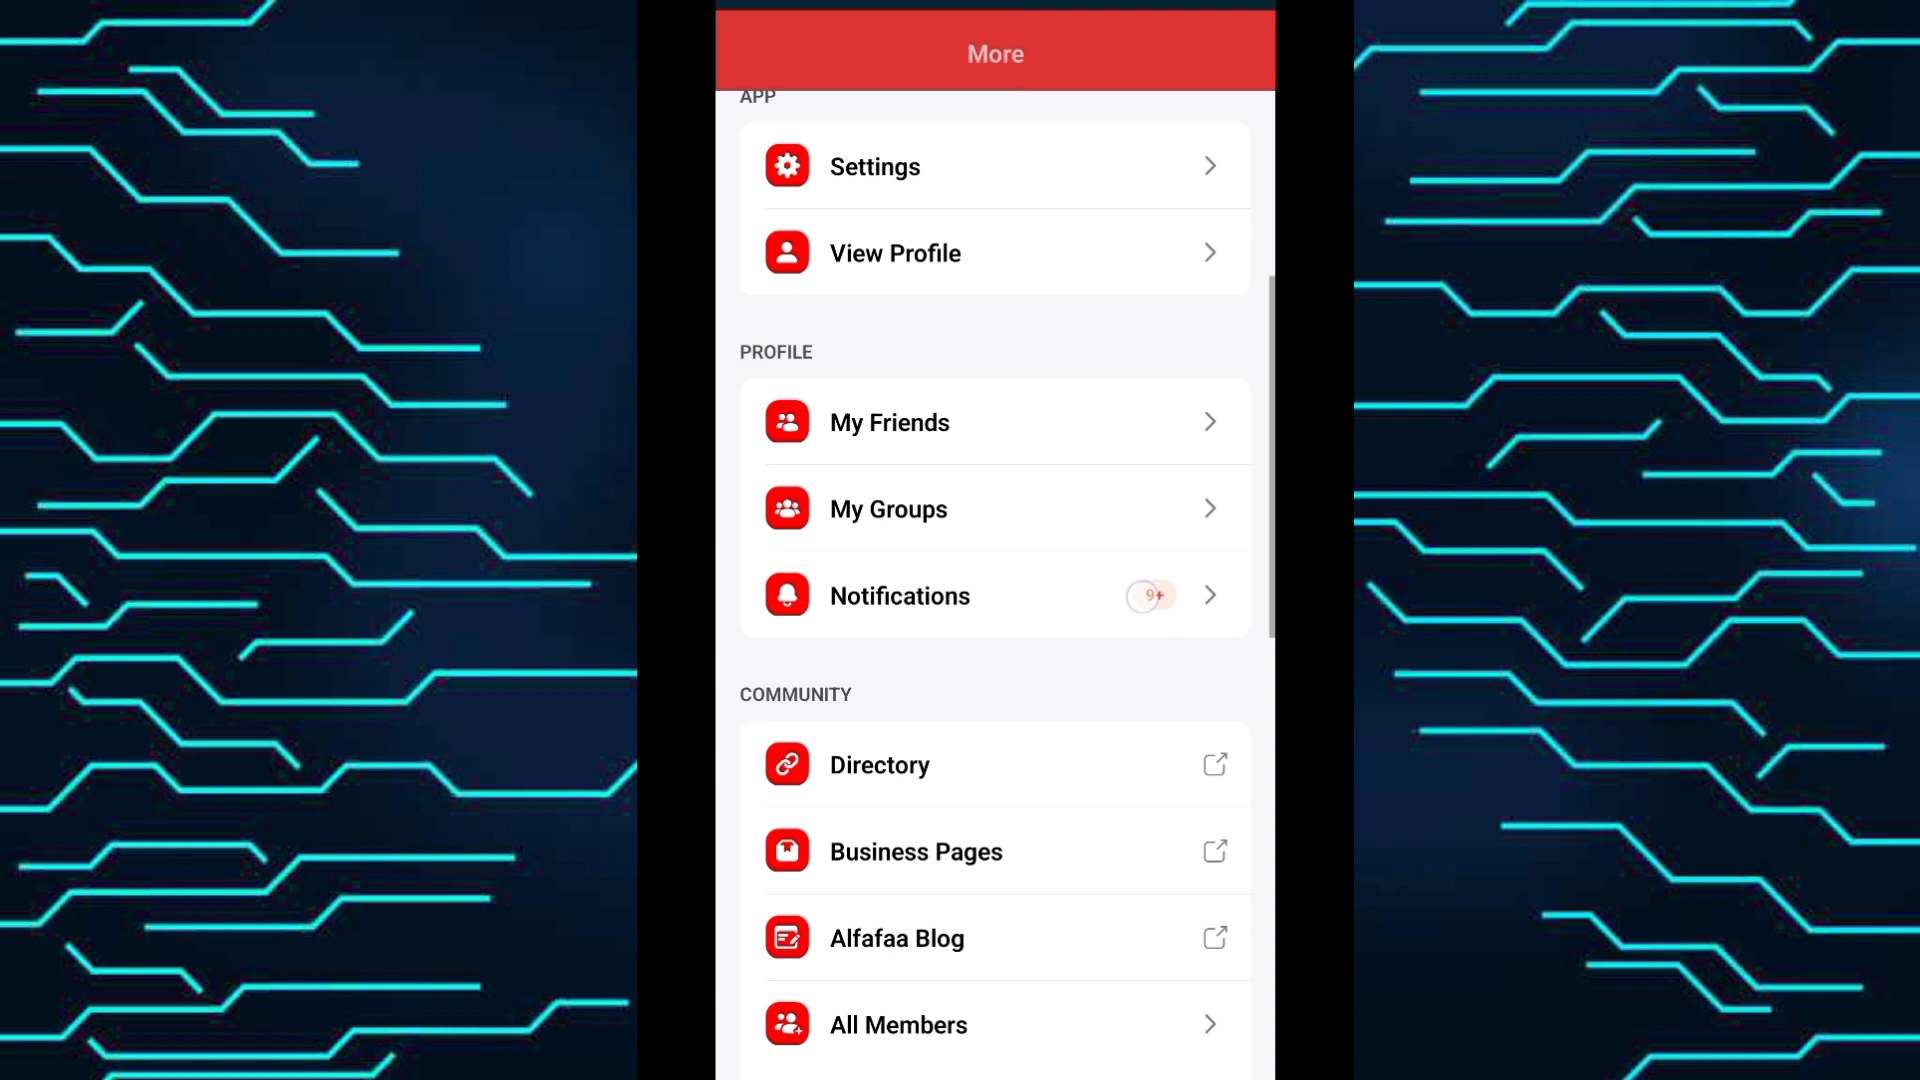 More
APP
Settings
View Profile
PROFILE
My Friends
My Groups
Notifications 9+
COMMUNITY
Directory
Business Pages
Alfafaa Blog
All Members